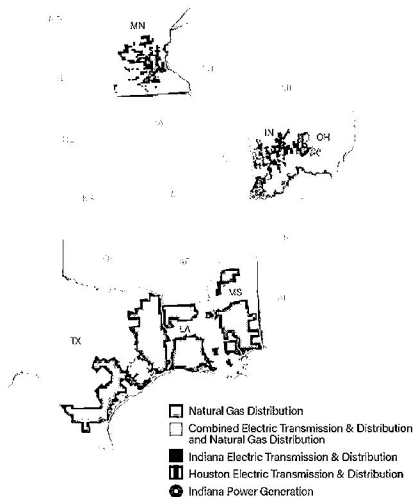 MN
IN
OH
MS
LA
TX
Natural Gas Distribution
Combined Electric Transmission & Distribution
and Natural Gas Distribution
Indiana Electric Transmission & Distribution
Houston Electric Transmission & Distribution
Indiana Power Generation